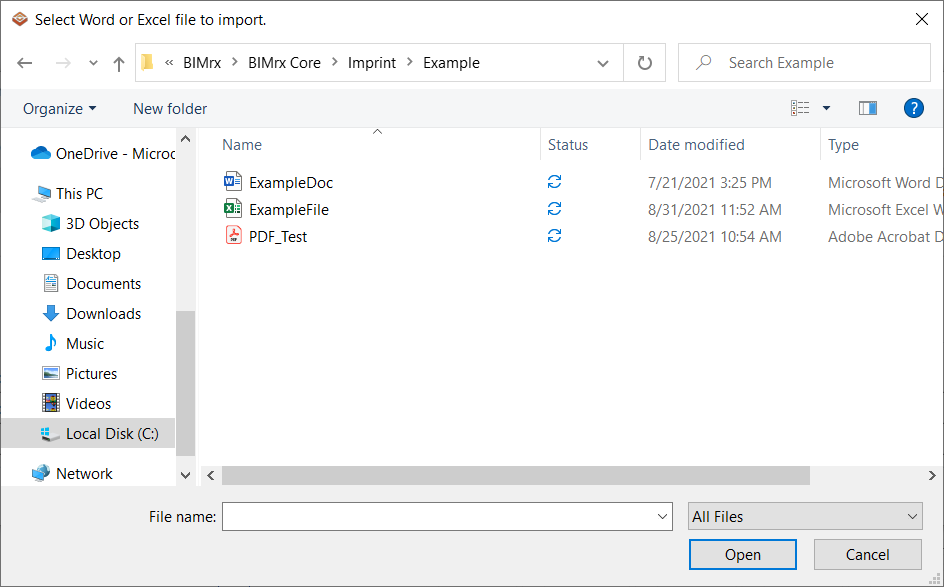 Select Word or Excel file to import.
« BIMrx > BIMrx Core > Imprint > Example
Search Example
Organize
New folder
?
Name Status Date modified Type
ExampleDoc 7/21/2021 3:25 PM Microsoft Word D
ExampleFile 8/31/2021 11:52 AM Microsoft Excel W
PDF_Test 8/25/2021 10:54 AM Adobe Acrobat D
OneDrive - Microc
This PC
3D Objects
Desktop
Documents
Downloads
Music
Pictures
Videos
Local Disk (C:)
Network
File name:
All Files
Open
Cancel